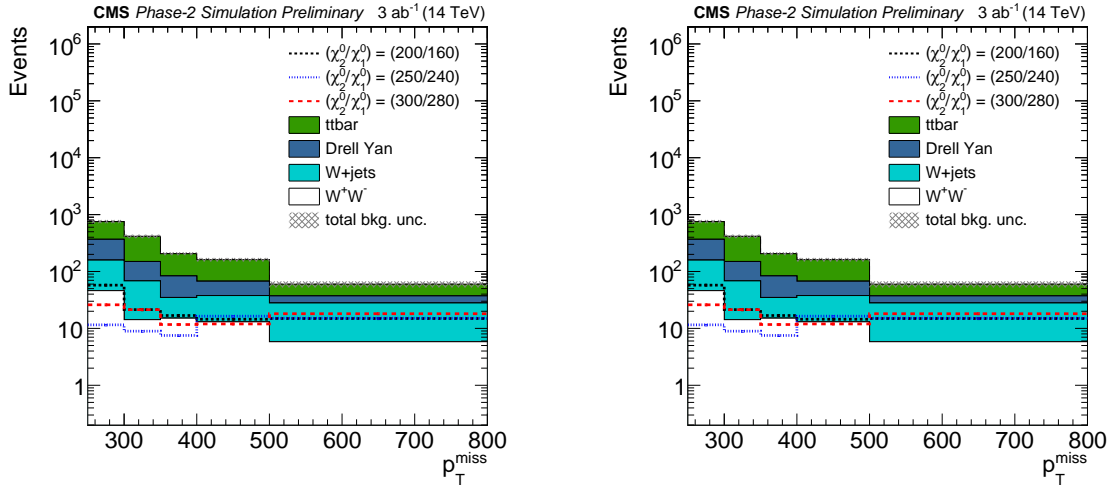 CMS Phase-2 Simulation Preliminary 3 ab⁻¹ (14 TeV)
Events
10⁶
10⁵
10⁴
10³
10²
10
1
(χ₂⁰/χ₁⁰) = (200/160)
(χ₂⁰/χ₁⁰) = (250/240)
(χ₂⁰/χ₁⁰) = (300/280)
ttbar
Drell Yan
W+jets
W⁺W⁻
total bkg. unc.
300 400 500 600 700 800
p_T^miss
CMS Phase-2 Simulation Preliminary 3 ab⁻¹ (14 TeV)
Events
10⁶
10⁵
10⁴
10³
10²
10
1
(χ₂⁰/χ₁⁰) = (200/160)
(χ₂⁰/χ₁⁰) = (250/240)
(χ₂⁰/χ₁⁰) = (300/280)
ttbar
Drell Yan
W+jets
W⁺W⁻
total bkg. unc.
300 400 500 600 700 800
p_T^miss